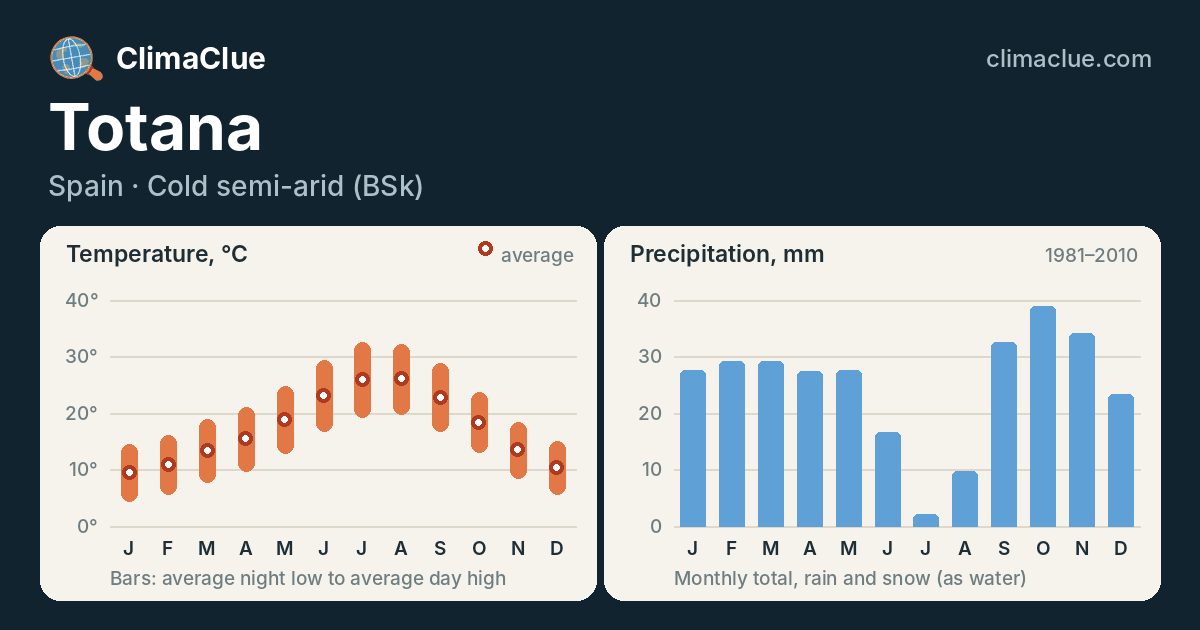 ClimaClue
climaclue.com
Totana
Spain · Cold semi-arid (BSk)
Temperature, °C
average
40°
30°
20°
10°
0°
J F M A M J J A S O N D
Bars: average night low to average day high
Precipitation, mm
1981–2010
40
30
20
10
0
J F M A M J J A S O N D
Monthly total, rain and snow (as water)